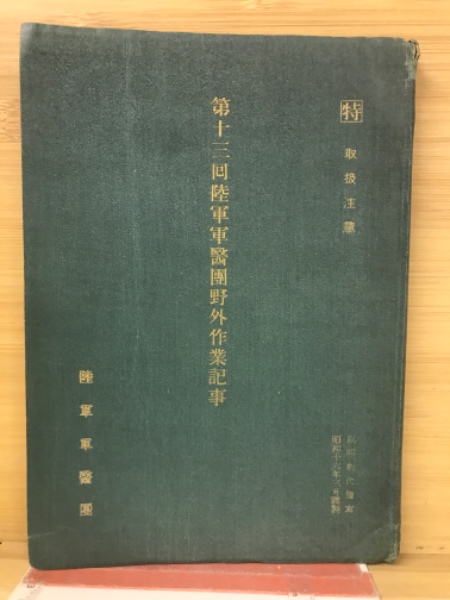 特
取扱注意
第十三回陸軍軍醫團野外作業記事
陸軍軍醫團